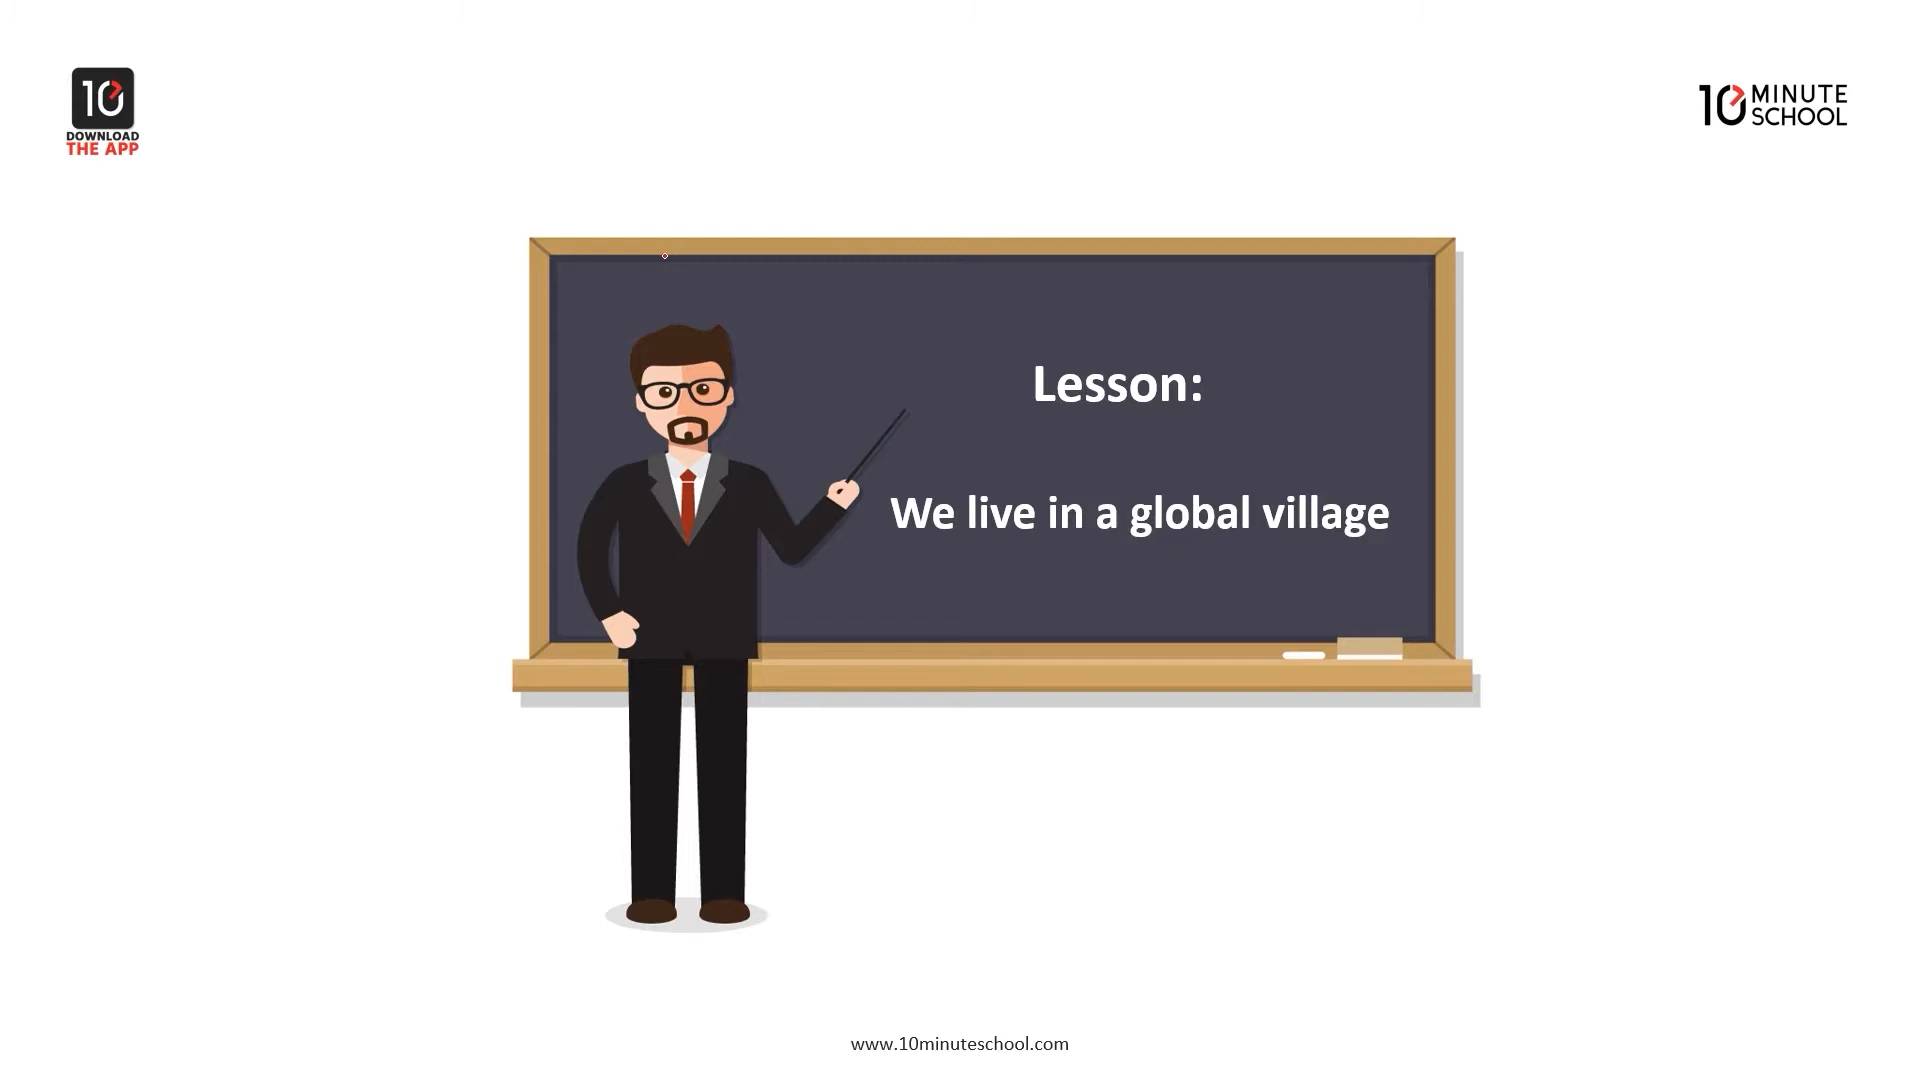 10
DOWNLOAD
THE APP
10 MINUTE
SCHOOL
Lesson:
We live in a global village
www.10minuteschool.com